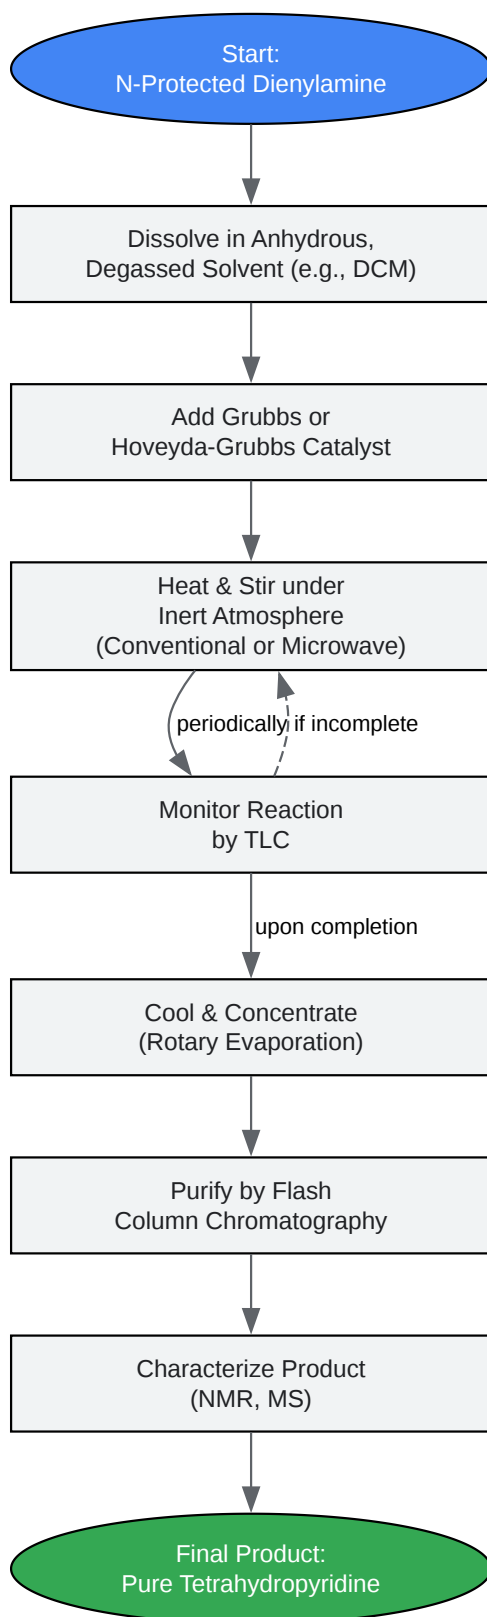 Start:
N-Protected Dienylamine
Dissolve in Anhydrous,
Degassed Solvent (e.g., DCM)
Add Grubbs or
Hoveyda-Grubbs Catalyst
Heat & Stir under
Inert Atmosphere
(Conventional or Microwave)
periodically if incomplete
Monitor Reaction
by TLC
upon completion
Cool & Concentrate
(Rotary Evaporation)
Purify by Flash
Column Chromatography
Characterize Product
(NMR, MS)
Final Product:
Pure Tetrahydropyridine